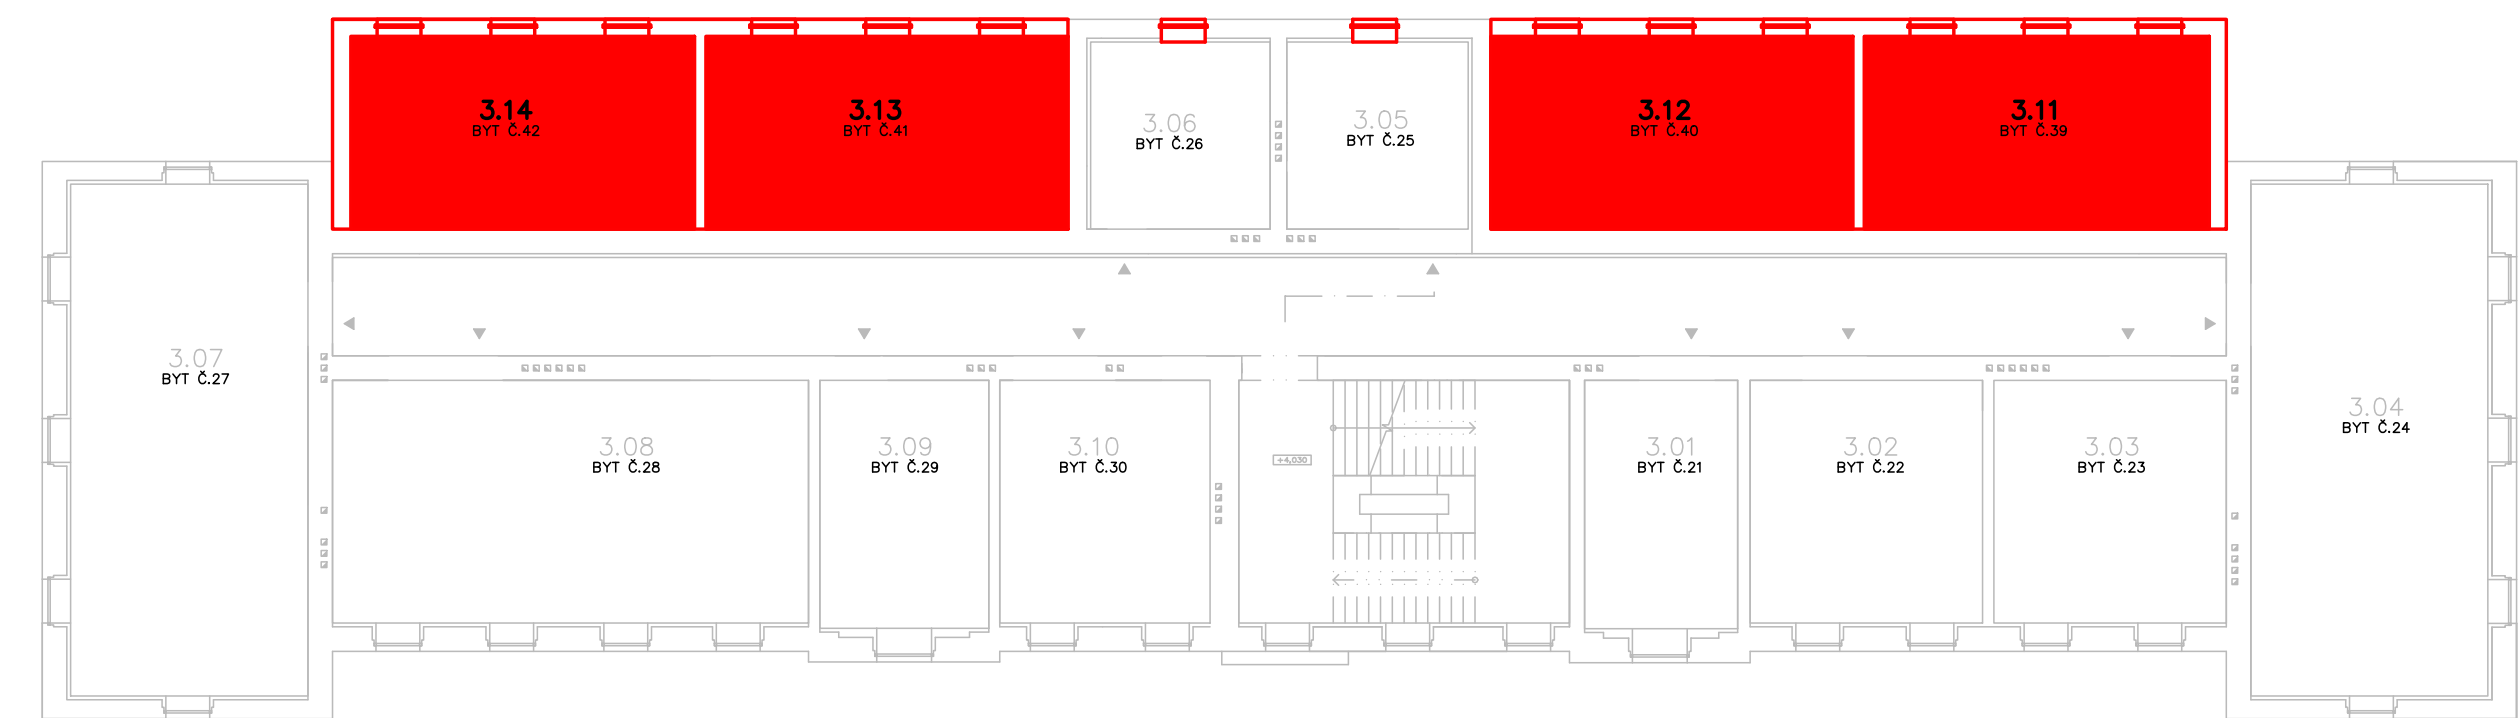 3.14
BYT Č.42
3.13
BYT Č.41
3.06
BYT Č.26
3.05
BYT Č.25
3.12
BYT Č.40
3.11
BYT Č.39
3.07
BYT Č.27
3.04
BYT Č.24
3.08
BYT Č.28
3.09
BYT Č.29
3.10
BYT Č.30
+4,030
3.01
BYT Č.21
3.02
BYT Č.22
3.03
BYT Č.23